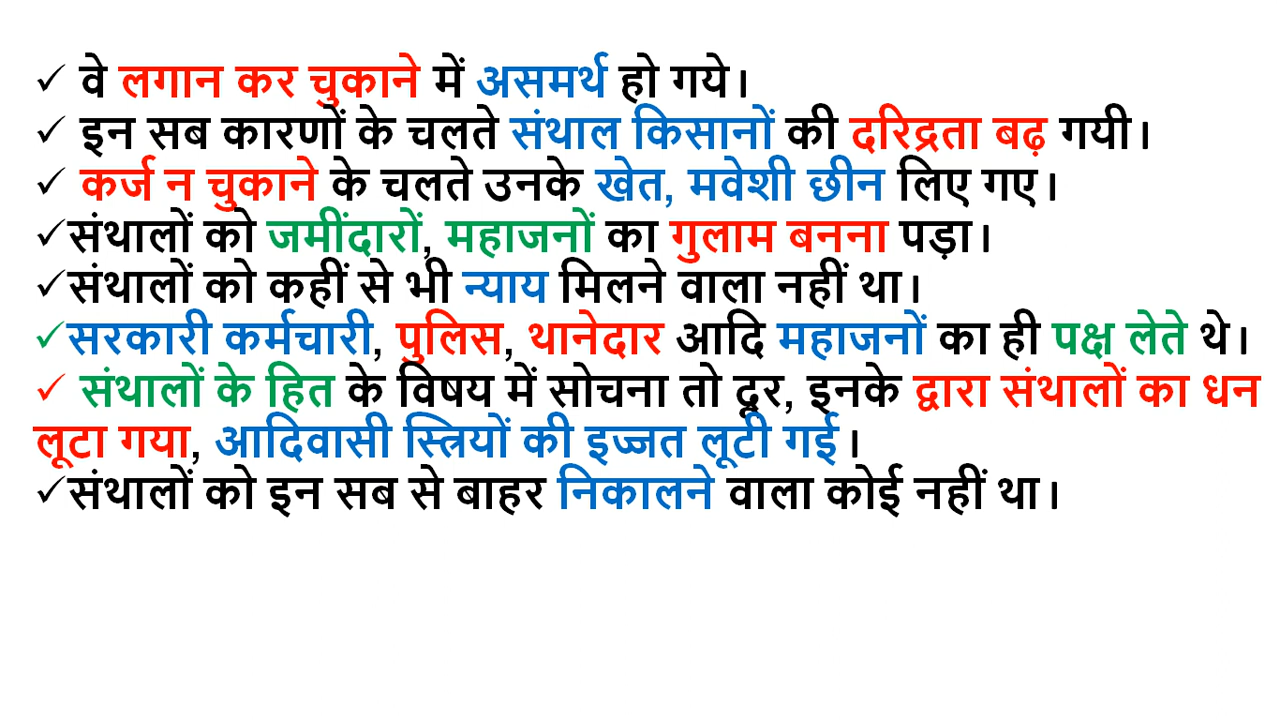 ✓ वे लगान कर चुकाने में असमर्थ हो गये।
✓ इन सब कारणों के चलते संथाल किसानों की दरिद्रता बढ़ गयी।
✓ कर्ज न चुकाने के चलते उनके खेत, मवेशी छीन लिए गए।
✓संथालों को जमींदारों, महाजनों का गुलाम बनना पड़ा।
✓संथालों को कहीं से भी न्याय मिलने वाला नहीं था।
✓सरकारी कर्मचारी, पुलिस, थानेदार आदि महाजनों का ही पक्ष लेते थे।
✓ संथालों के हित के विषय में सोचना तो दूर, इनके द्वारा संथालों का धन
लूटा गया, आदिवासी स्त्रियों की इज्जत लूटी गई।
✓संथालों को इन सब से बाहर निकालने वाला कोई नहीं था।